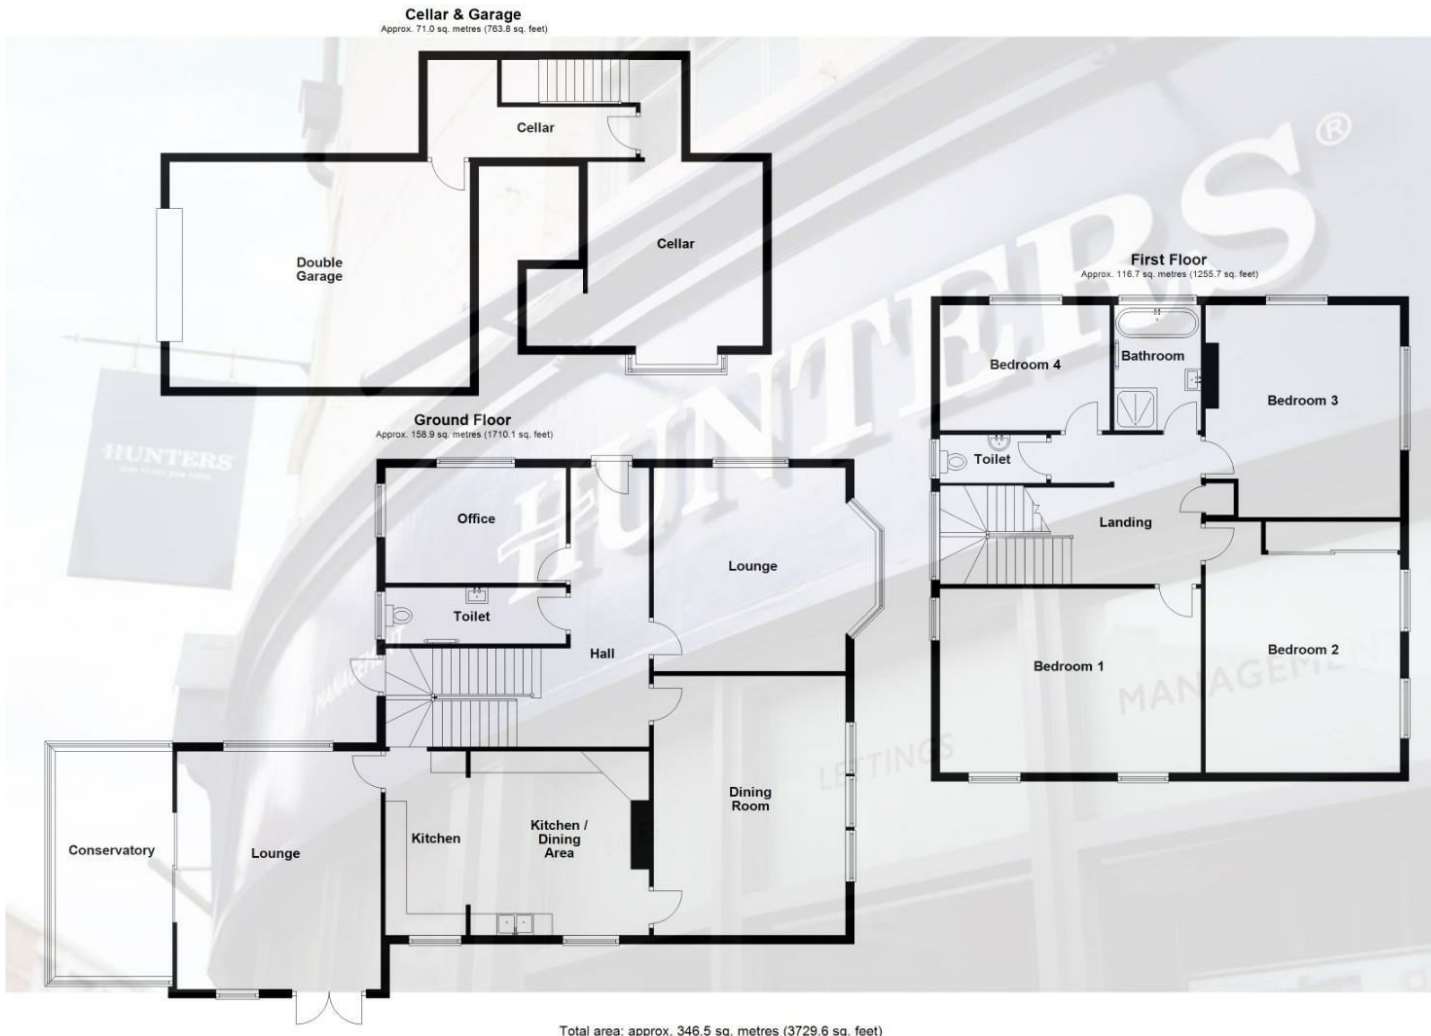 Cellar & Garage
Approx. 71.0 sq. metres (763.8 sq. feet)
Cellar
Double
Garage
Cellar
HUNTERS®
First Floor
Approx. 116.7 sq. metres (1255.7 sq. feet)
Bedroom 4
Bathroom
Bedroom 3
Toilet
Landing
Bedroom 1
Bedroom 2
MANAGEMENT
LETTINGS
HUNTERS
Ground Floor
Approx. 158.9 sq. metres (1710.1 sq. feet)
Office
Lounge
Toilet
Hall
MANAGEMENT
Dining
Room
Kitchen
Kitchen /
Dining
Area
Conservatory
Lounge
Total area: approx. 346.5 sq. metres (3729.6 sq. feet)